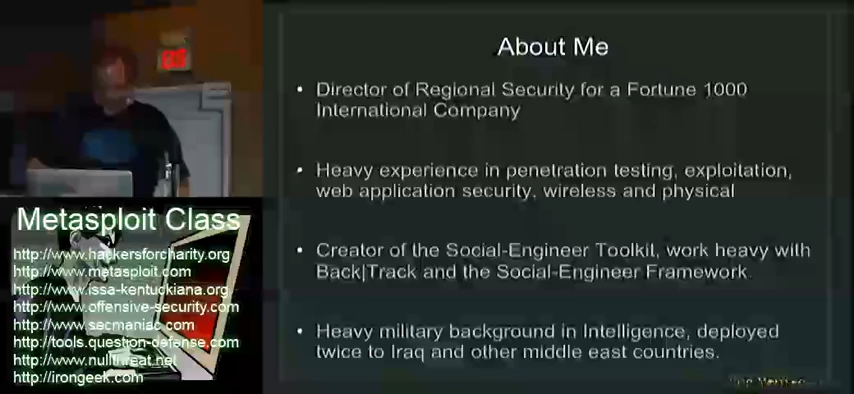 About Me
• Director of Regional Security for a Fortune 1000
International Company
• Heavy experience in penetration testing, exploitation,
web application security, wireless and physical
• Creator of the Social-Engineer Toolkit, work heavy with
Back|Track and the Social-Engineer Framework
• Heavy military background in Intelligence, deployed
twice to Iraq and other middle east countries.
Metasploit Class
http://www.hackersforcharity.org
http://www.metasploit.com
http://www.issa-kentuckiana.org
http://www.offensive-security.com
http://www.secmaniac.com
http://tools.question-defense.com
http://www.nullthreat.net
http://irongeek.com